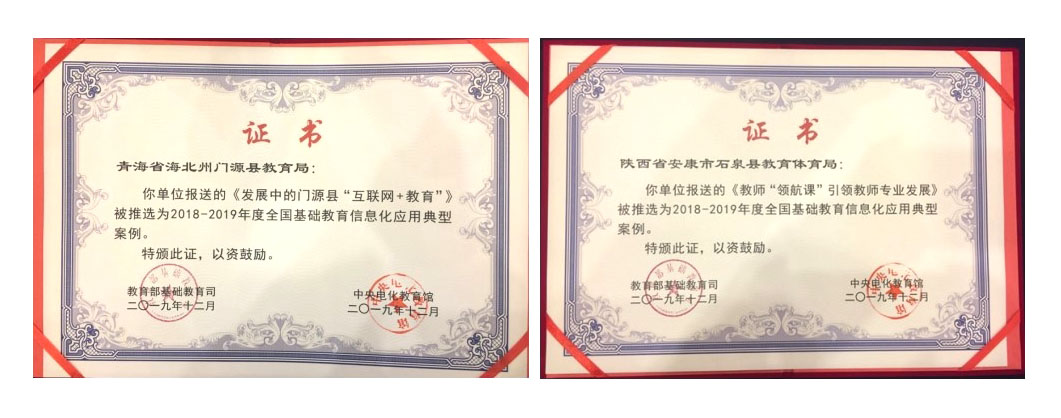 证书
青海省海北州门源县教育局：
你单位报送的《发展中的门源县“互联网+教育”》
被推选为2018-2019年度全国基础教育信息化应用典型
案例。
特颁此证，以资鼓励。
教育部基础教育司
二〇一九年十二月
中央电化教育馆
二〇一九年十二月
证书
陕西省安康市石泉县教育体育局：
你单位报送的《教师“领航课”引领教师专业发展》
被推选为2018-2019年度全国基础教育信息化应用典型
案例。
特颁此证，以资鼓励。
教育部基础教育司
二〇一九年十二月
中央电化教育馆
二〇一九年十二月